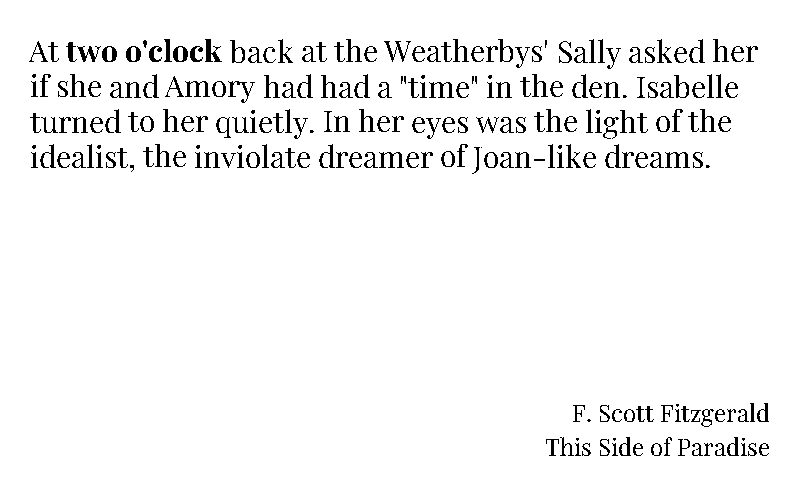 At two o'clock back at the Weatherbys' Sally asked her
if she and Amory had had a "time" in the den. Isabelle
turned to her quietly. In her eyes was the light of the
idealist, the inviolate dreamer of Joan-like dreams.
F. Scott Fitzgerald
This Side of Paradise